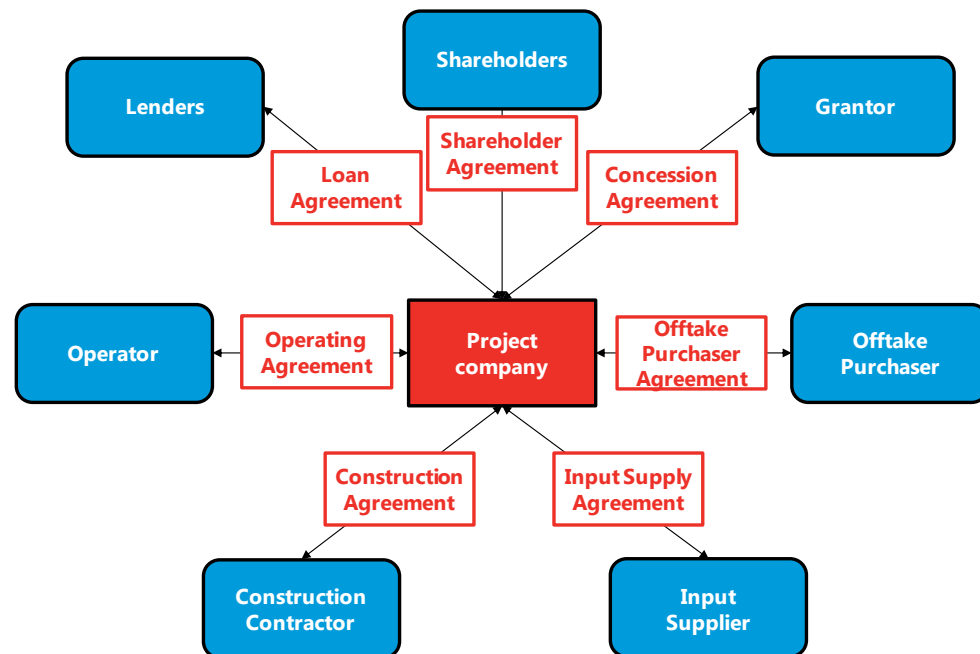 Shareholders
Lenders
Grantor
Shareholder
Agreement
Loan
Agreement
Concession
Agreement
Operator
Operating
Agreement
Project
company
Offtake
Purchaser
Agreement
Offtake
Purchaser
Construction
Agreement
Input Supply
Agreement
Construction
Contractor
Input
Supplier